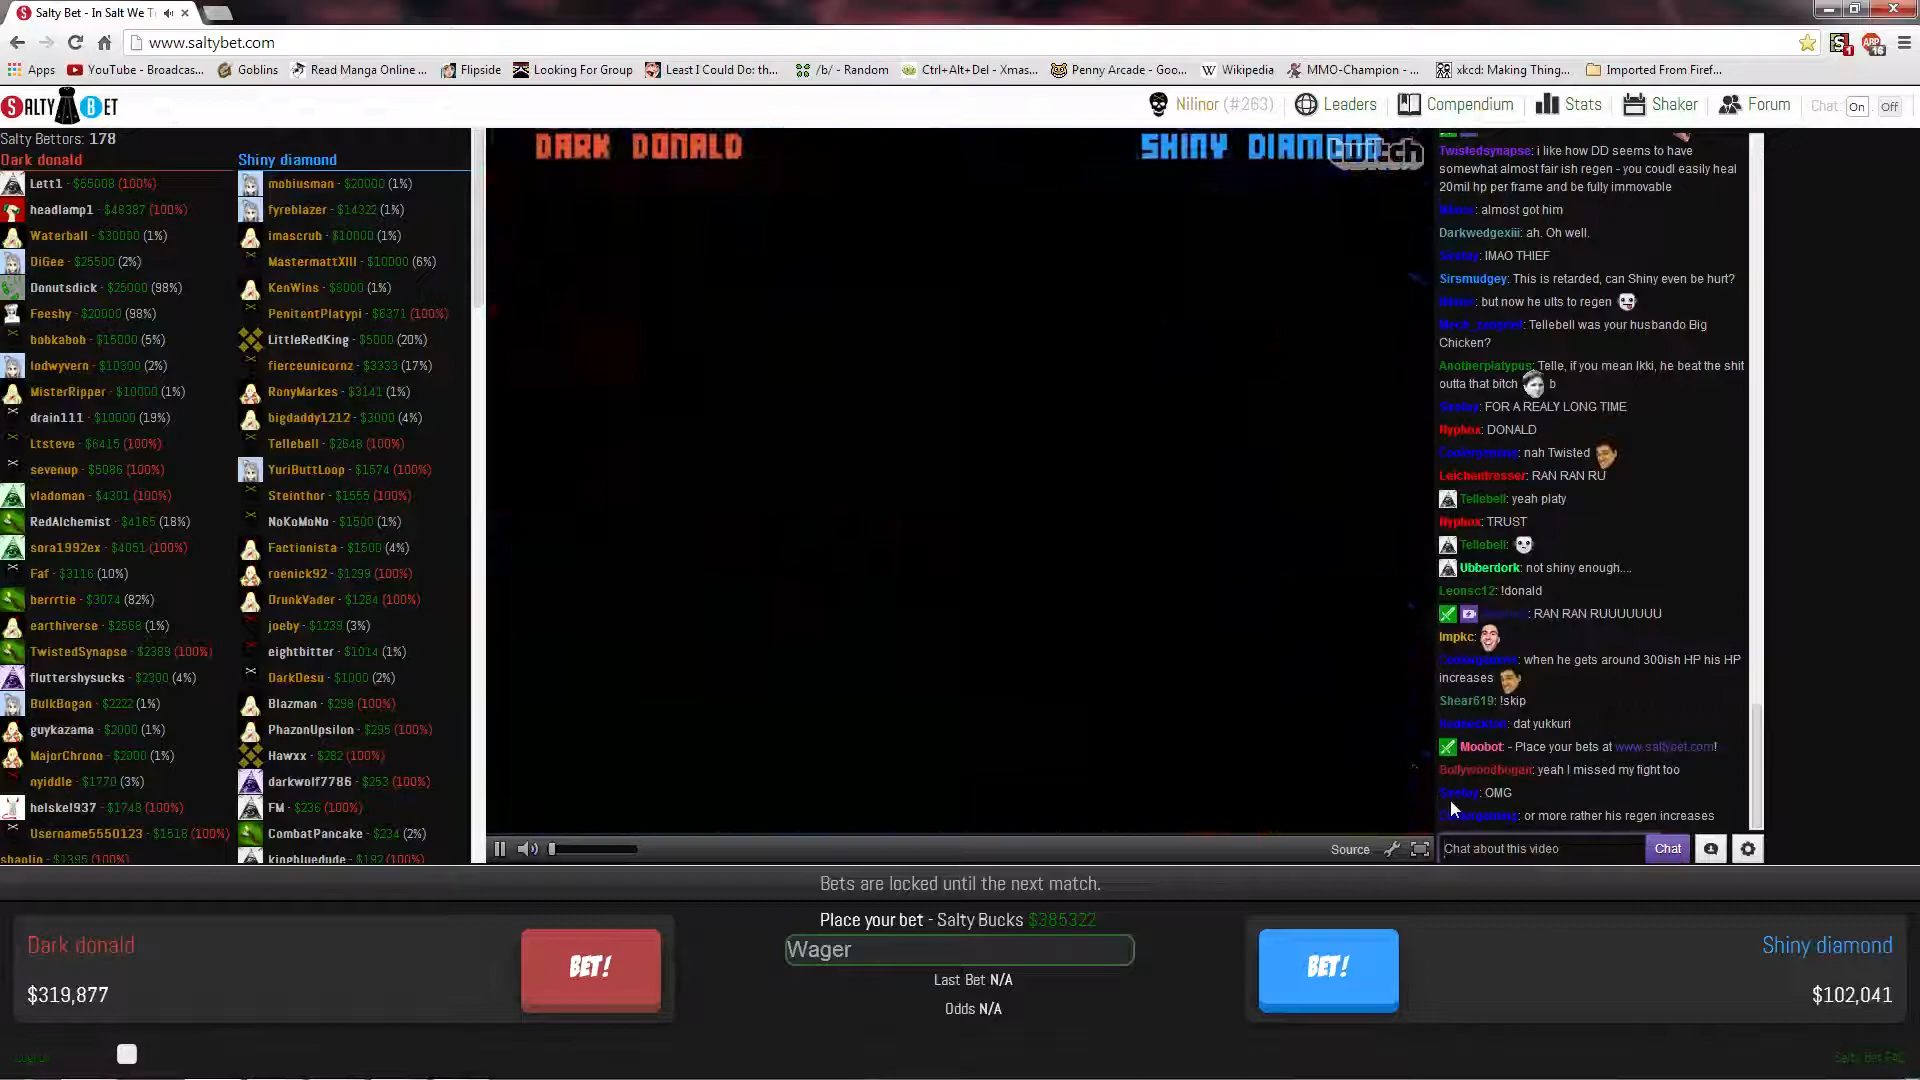 Salty Bet - In Salt We T
www.saltybet.com
Apps YouTube - Broadcas... Goblins Read Manga Online ... Flipside Looking For Group Least I Could Do: th... /b/ - Random Ctrl+Alt+Del - Xmas... Penny Arcade - Goo... Wikipedia MMO-Champion - ... xkcd: Making Thing... Imported From Firef...
SALTY BET
Nilinor (#263) Leaders Compendium Stats Shaker Forum Chat: On Off
Salty Bettors: 178
Dark donald
Lett1 - $55008 (100%)
headlamp1 - $48387 (100%)
Waterball - $30000 (1%)
DiGee - $25500 (2%)
Donutsdick - $25000 (98%)
Feeshy - $20000 (98%)
bobkabob - $15000 (5%)
lodwyvern - $10300 (2%)
MisterRipper - $10000 (1%)
drain111 - $10000 (19%)
Ltsteve - $6415 (100%)
sevenup - $5086 (100%)
vladoman - $4301 (100%)
RedAlchemist - $4165 (18%)
sora1992ex - $4051 (100%)
Faf - $3116 (10%)
berrrtie - $3074 (82%)
earthiverse - $2568 (1%)
TwistedSynapse - $2389 (100%)
fluttershysucks - $2300 (4%)
BulkBogan - $2222 (1%)
guykazama - $2000 (1%)
MajorChrono - $2000 (1%)
nyiddle - $1770 (3%)
helskel937 - $1748 (100%)
Username5550123 - $1518 (100%)
shaolin - $1395 (100%)
Shiny diamond
mobiusman - $20000 (1%)
fyreblazer - $14322 (1%)
imascrub - $10000 (1%)
MastermattXIII - $10000 (6%)
KenWins - $8000 (1%)
PenitentPlatypi - $6371 (100%)
LittleRedKing - $5000 (20%)
fierceunicornz - $3333 (17%)
RonyMarkes - $3141 (1%)
bigdaddy1212 - $3000 (4%)
Tellebell - $2648 (100%)
YuriButtLoop - $1574 (100%)
Steinthor - $1555 (100%)
NoKoMoNo - $1500 (1%)
Factionista - $1500 (4%)
roenick92 - $1299 (100%)
DrunkVader - $1284 (100%)
joeby - $1239 (3%)
eightbitter - $1014 (1%)
DarkDesu - $1000 (2%)
Blazman - $298 (100%)
PhazonUpsilon - $295 (100%)
Hawxx - $282 (100%)
darkwolf7786 - $253 (100%)
FM - $236 (100%)
CombatPancake - $234 (2%)
kingbluedude - $192 (100%)
DARK DONALD
SHINY DIAMOND
twitch
Source
Twistedsynapse: i like how DD seems to have
somewhat almost fair ish regen - you coudl easily heal
20mil hp per frame and be fully immovable
: almost got him
Darkwedgexiii: ah. Oh well.
: lMAO THIEF
Sirsmudgey: This is retarded, can Shiny even be hurt?
: but now he ults to regen
: Tellebell was your husbando Big
Chicken?
Anotherplatypus: Telle, if you mean Ikki, he beat the shit
outta that bitch b
: FOR A REALY LONG TIME
Nyphox: DONALD
: nah Twisted
Leichentresser: RAN RAN RU
Tellebell: yeah platy
Nyphox: TRUST
Tellebell:
Ubberdork: not shiny enough....
Leonsc12: !donald
: RAN RAN RUUUUUUU
Impkc:
: when he gets around 300ish HP his HP
increases
Shear619: !skip
: dat yukkuri
Moobot: - Place your bets at www.saltybet.com!
Bollywoodbogan: yeah I missed my fight too
: OMG
: or more rather his regen increases
Chat about this video Chat
Bets are locked until the next match.
Place your bet - Salty Bucks $385322
Wager
Last Bet N/A
Odds N/A
Dark donald
$319,877
BET!
BET!
Shiny diamond
$102,041
Salty Bet FAQ